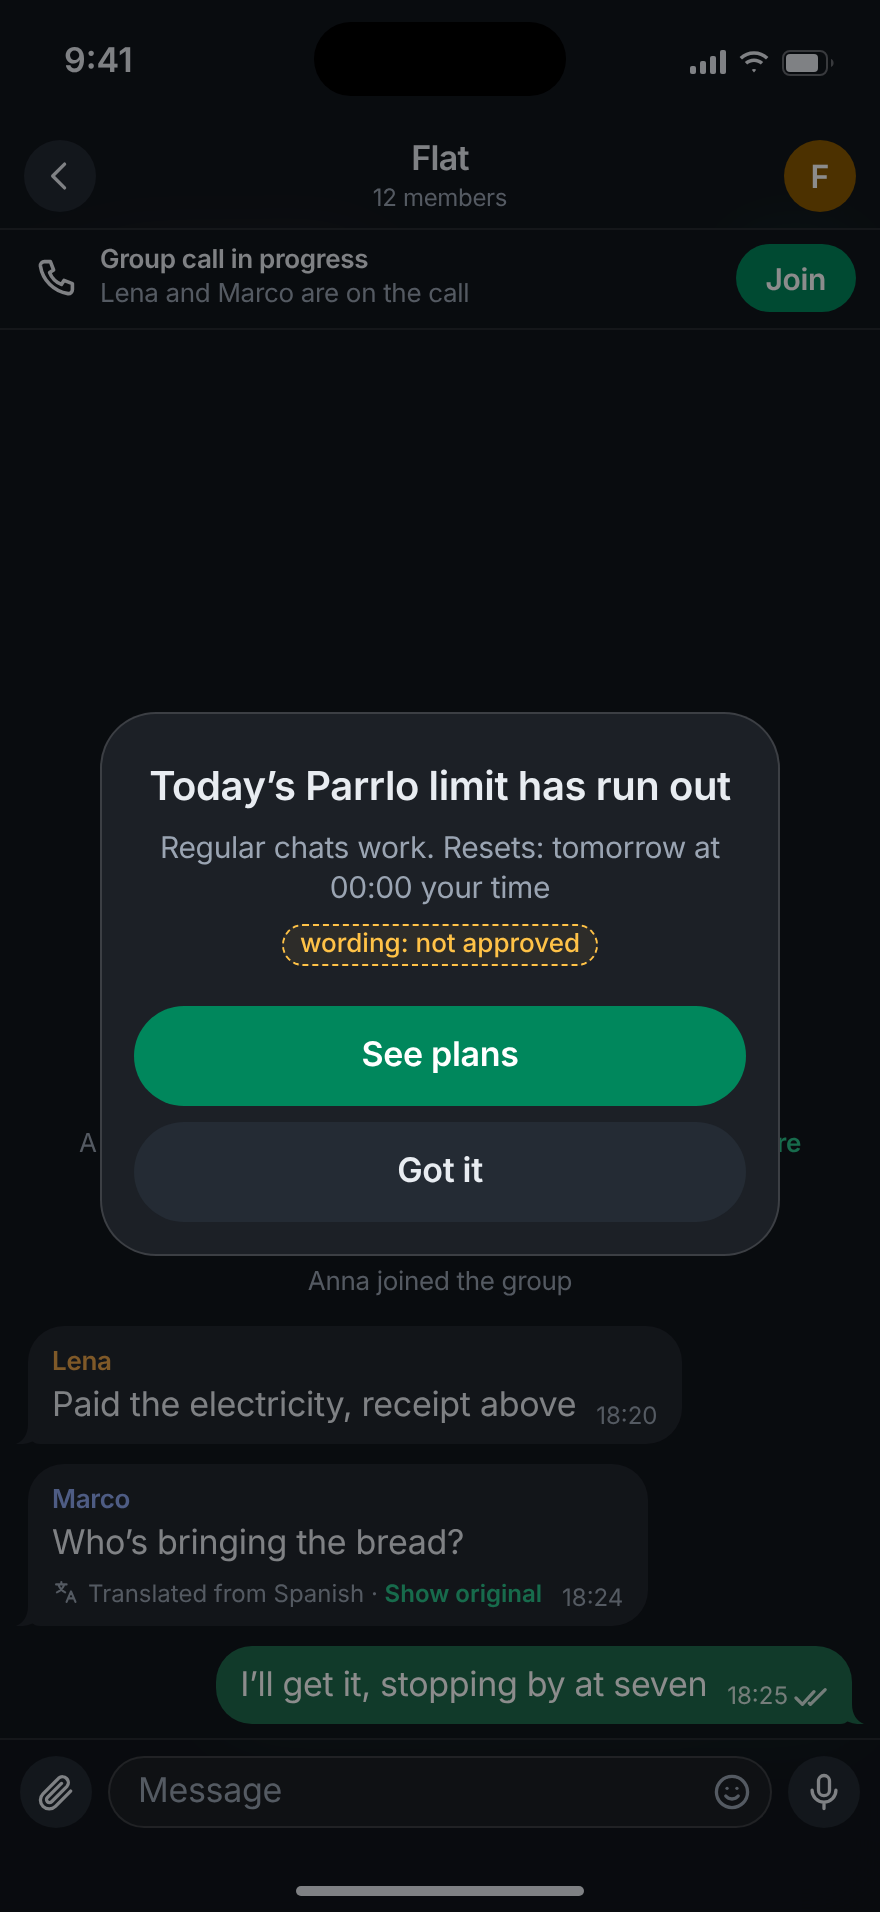 9:41
Flat
12 members
F
Group call in progress
Lena and Marco are on the call
Join
Today’s Parrlo limit has run out
Regular chats work. Resets: tomorrow at
00:00 your time
wording: not approved
See plans
Got it
Anna joined the group
Lena
Paid the electricity, receipt above 18:20
Marco
Who’s bringing the bread?
Translated from Spanish · Show original 18:24
I’ll get it, stopping by at seven 18:25
Message